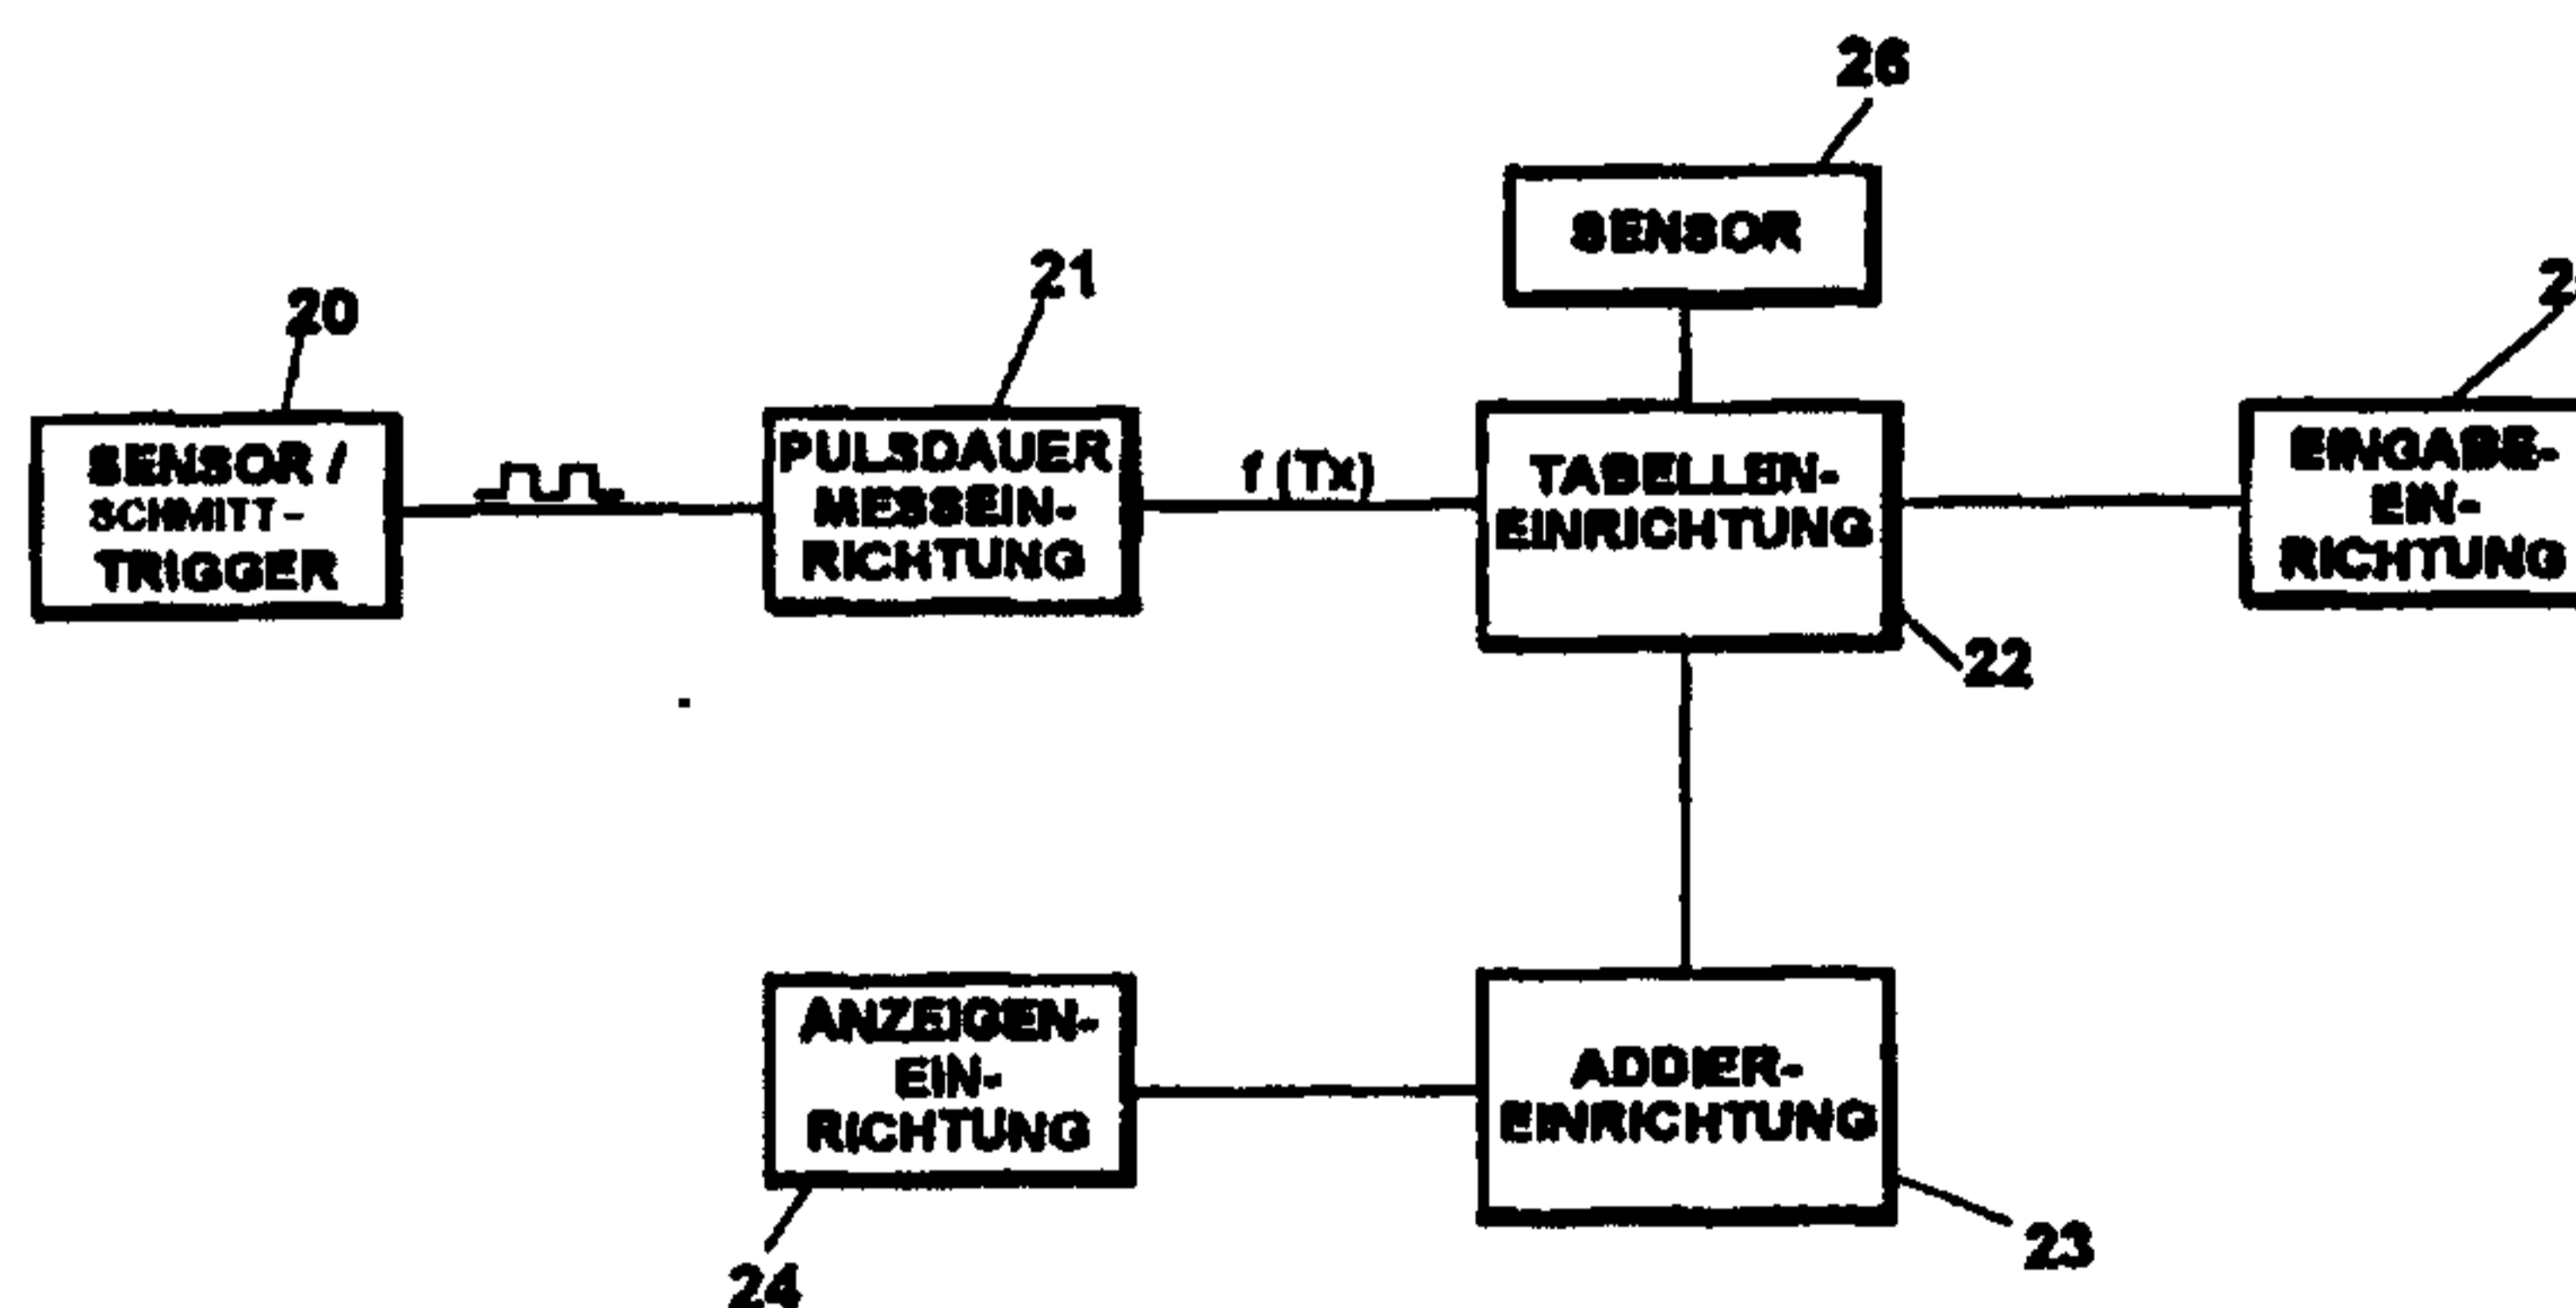 26
SENSOR
20
21
SENSOR /
SCHMITT-
TRIGGER
PULSDAUER
MESSEIN-
RICHTUNG
f (Tx)
TABELLEN-
EINRICHTUNG
22
EINGABE-
EIN-
RICHTUNG
ANZEIGEN-
EIN-
RICHTUNG
24
ADDIER-
EINRICHTUNG
23